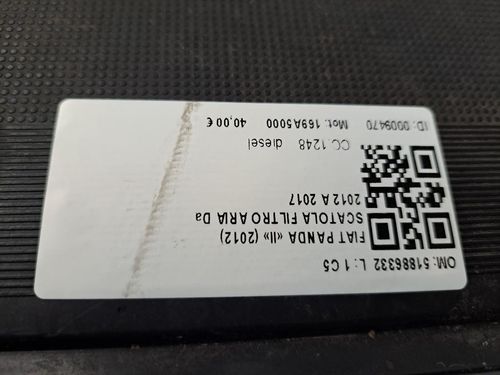 OM: 51886332 L: 1 C5
FIAT PANDA «II» (2012)
SCATOLA FILTRO ARIA Da
2012 A 2017
CC 1248 diesel
ID: 0009470 Mot. 169A5000 40,00 €